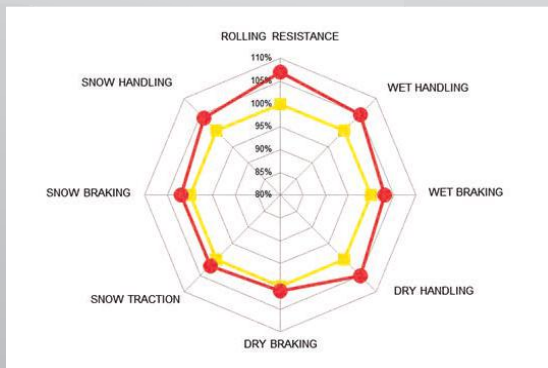 ROLLING RESISTANCE
110%
105%
100%
95%
90%
85%
80%
SNOW HANDLING
WET HANDLING
SNOW BRAKING
WET BRAKING
SNOW TRACTION
DRY HANDLING
DRY BRAKING